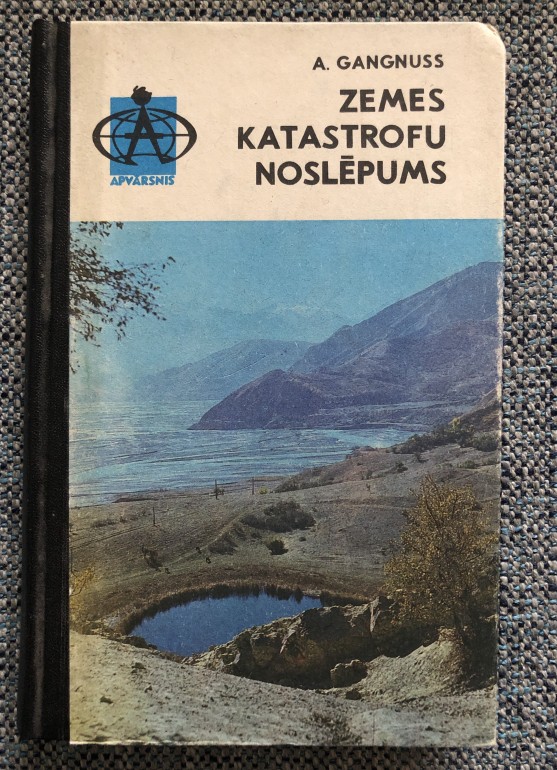 A. GANGNUSS
ZEMES
KATASTROFU
NOSLĒPUMS
A
APVĀRSNIS